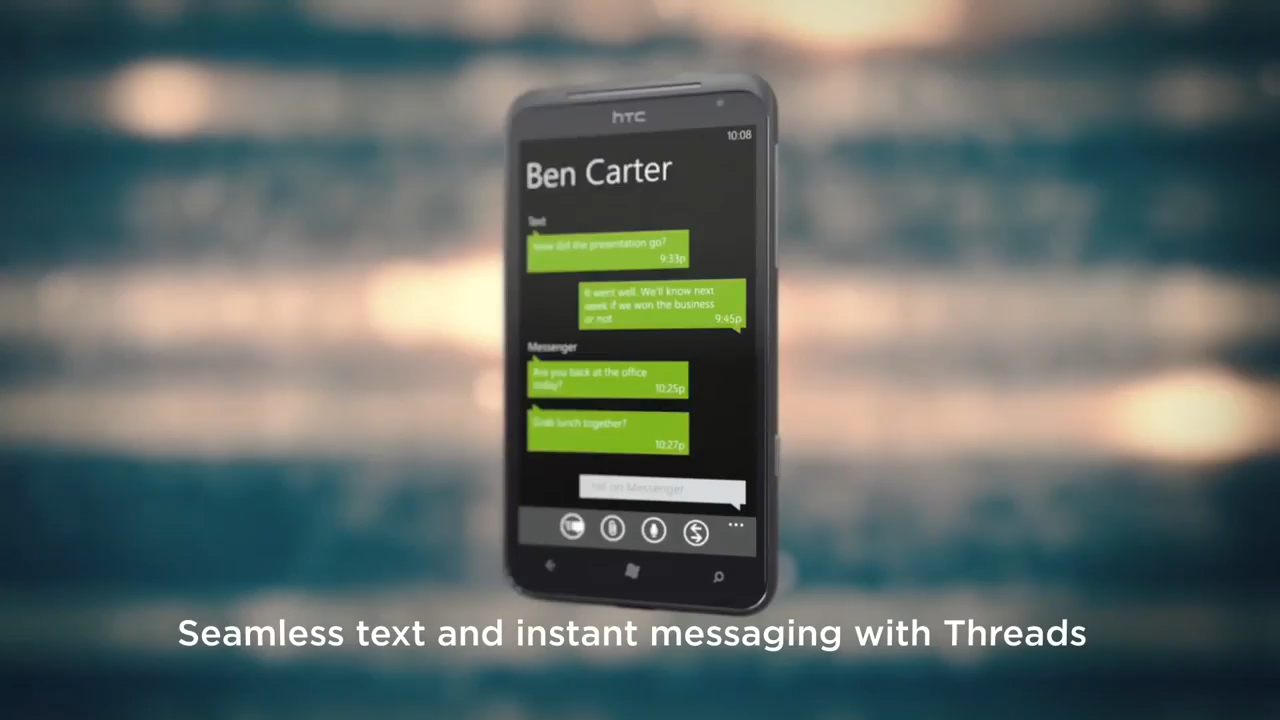 hTC
10:08
Ben Carter
Text
How did the presentation go?
9:33p
It went well. We'll know next
week if we won the business
or not
9:45p
Messenger
Are you back at the office
today?
10:25p
Grab lunch together?
10:27p
on Messenger
Seamless text and instant messaging with Threads